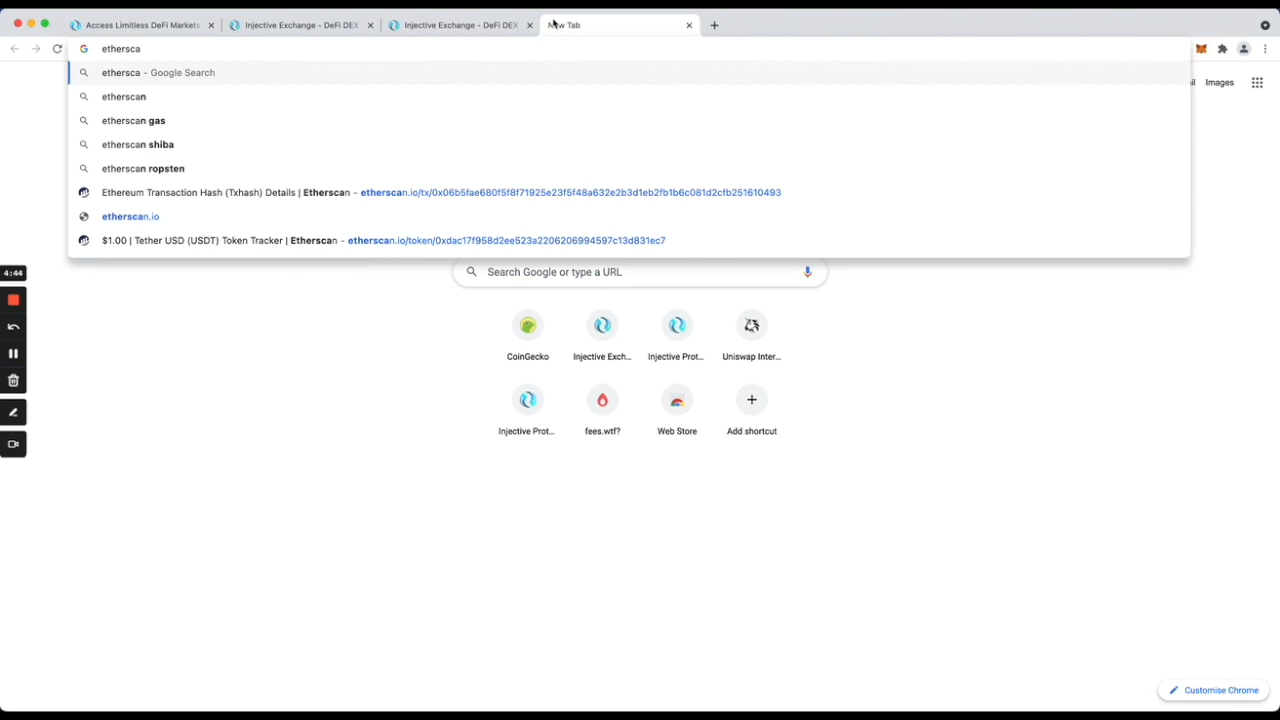 Access Limitless DeFi Markets
Injective Exchange - DeFi DEX
Injective Exchange - DeFi DEX
New Tab
ethersca
ethersca - Google Search
etherscan
etherscan gas
etherscan shiba
etherscan ropsten
Ethereum Transaction Hash (Txhash) Details | Etherscan - etherscan.io/tx/0x06b5fae680f5f8f71925e23f5f48a632e2b3d1eb2fb1b6c081d2cfb251610493
etherscan.io
$1.00 | Tether USD (USDT) Token Tracker | Etherscan - etherscan.io/token/0xdac17f958d2ee523a2206206994597c13d831ec7
Images
4:44
Search Google or type a URL
CoinGecko
Injective Exch...
Injective Prot...
Uniswap Inter...
Injective Prot...
fees.wtf?
Web Store
Add shortcut
Customise Chrome